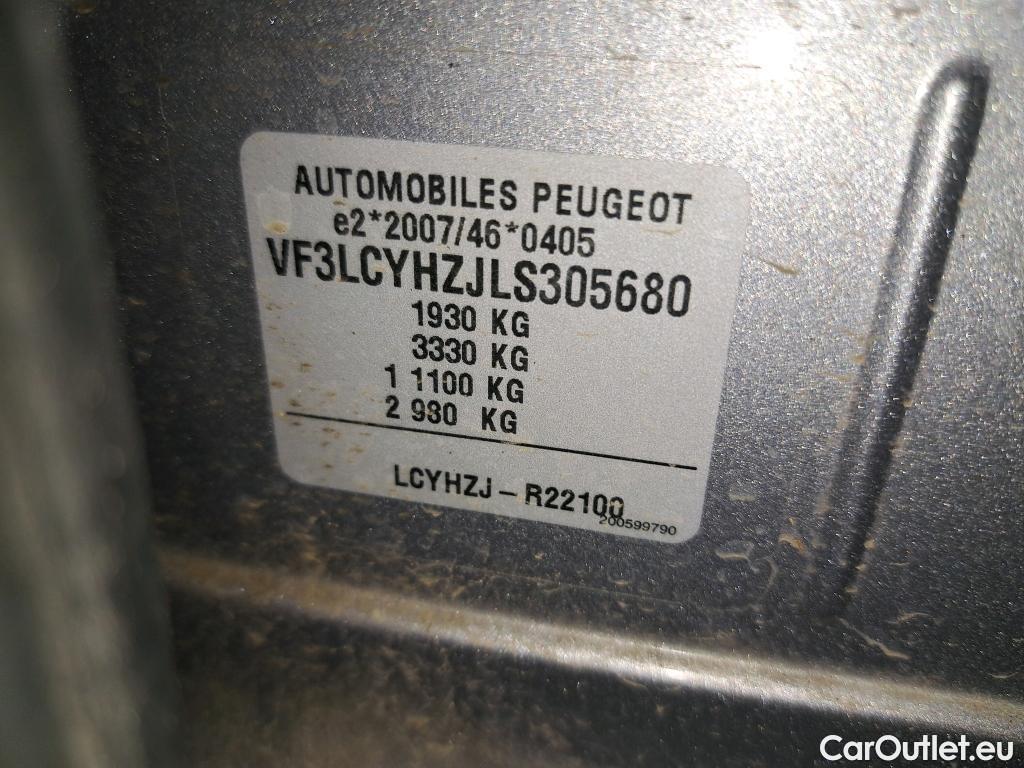 AUTOMOBILES PEUGEOT
e2*2007/46*0405
VF3LCYHZJLS305680
1930 KG
3330 KG
1 1100 KG
2 980 KG
LCYHZJ - R22100
200599790
CarOutlet.eu